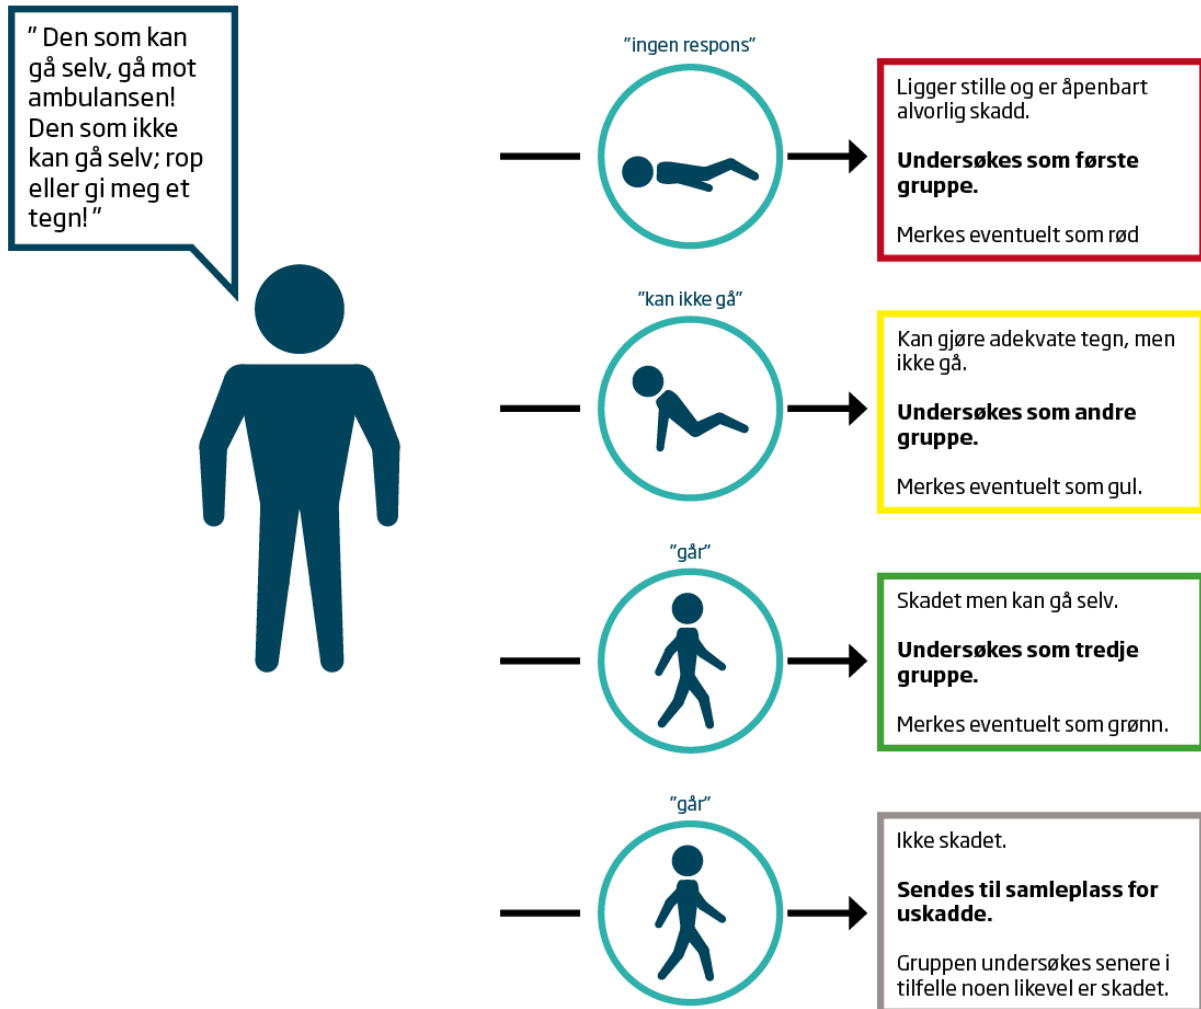 " Den som kan
gå selv, gå mot
ambulansen!
Den som ikke
kan gå selv; rop
eller gi meg et
tegn! "
"ingen respons"
Ligger stille og er åpenbart
alvorlig skadd.
Undersøkes som første
gruppe.
Merkes eventuelt som rød
"kan ikke gå"
Kan gjøre adekvate tegn, men
ikke gå.
Undersøkes som andre
gruppe.
Merkes eventuelt som gul.
"går"
Skadet men kan gå selv.
Undersøkes som tredje
gruppe.
Merkes eventuelt som grønn.
"går"
Ikke skadet.
Sendes til samleplass for
uskadde.
Gruppen undersøkes senere i
tilfelle noen likevel er skadet.